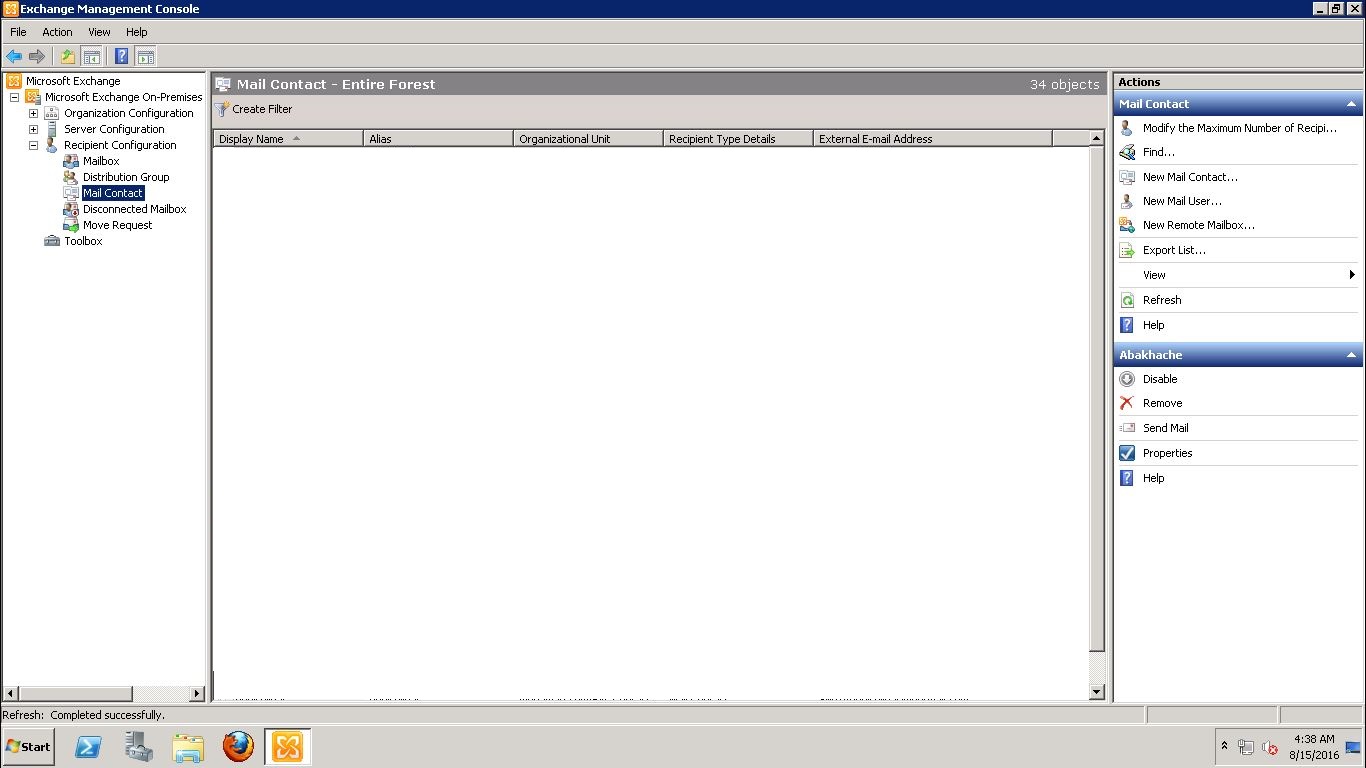 Exchange Management Console
File Action View Help
Microsoft Exchange
Microsoft Exchange On-Premises
Organization Configuration
Server Configuration
Recipient Configuration
Mailbox
Distribution Group
Mail Contact
Disconnected Mailbox
Move Request
Toolbox
Mail Contact - Entire Forest 34 objects
Create Filter
Display Name Alias Organizational Unit Recipient Type Details External E-mail Address
Actions
Mail Contact
Modify the Maximum Number of Recipi...
Find...
New Mail Contact...
New Mail User...
New Remote Mailbox...
Export List...
View
Refresh
Help
Abakhache
Disable
Remove
Send Mail
Properties
Help
Refresh: Completed successfully.
Start
4:38 AM
8/15/2016